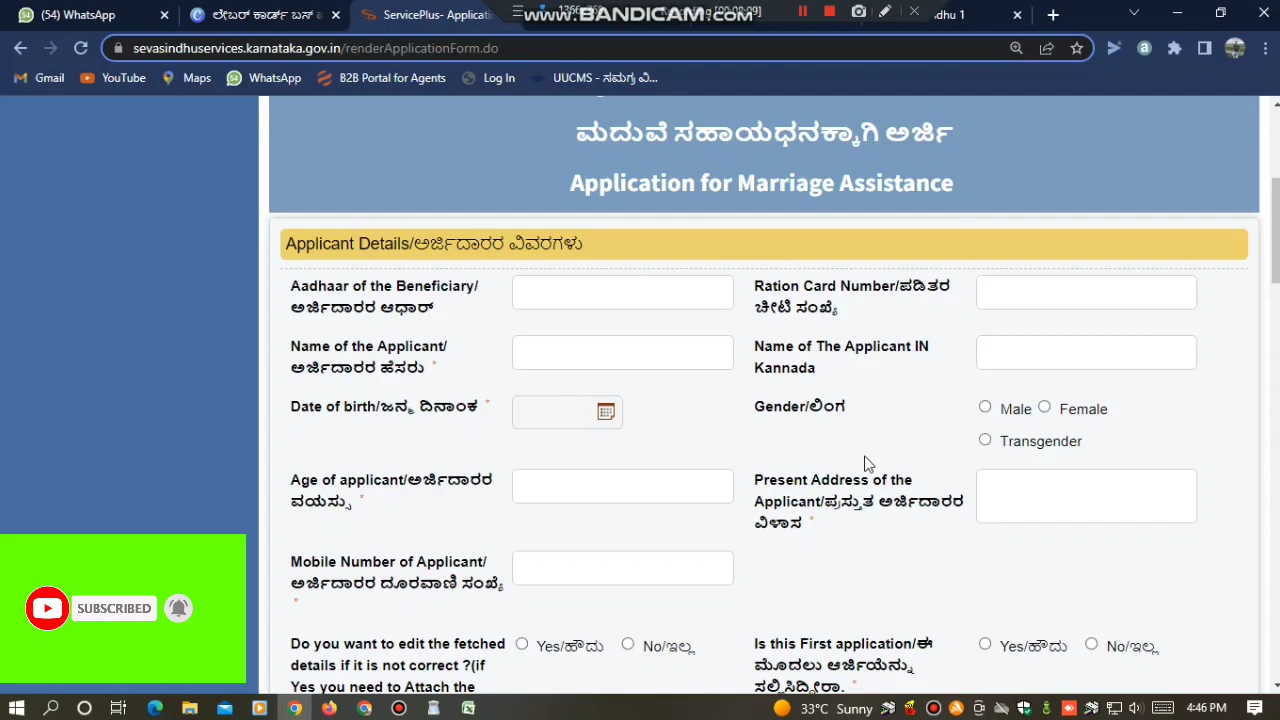 (54) WhatsApp
ಲೇಬರ್ ಕಾರ್ಡ್ ಬಸ್
ServicePlus- Applicati
www.BANDICAM.com
dhu 1
sevasindhuservices.karnataka.gov.in/renderApplicationForm.do
Gmail
YouTube
Maps
WhatsApp
B2B Portal for Agents
Log In
UUCMS - ಸಮಗ್ರ ವಿ...
ಮದುವೆ ಸಹಾಯಧನಕ್ಕಾಗಿ ಅರ್ಜಿ
Application for Marriage Assistance
Applicant Details/ಅರ್ಜಿದಾರರ ವಿವರಗಳು
Aadhaar of the Beneficiary/
ಅರ್ಜಿದಾರರ ಆಧಾರ್
Ration Card Number/ಪಡಿತರ
ಚೀಟಿ ಸಂಖ್ಯೆ
Name of the Applicant/
ಅರ್ಜಿದಾರರ ಹೆಸರು *
Name of The Applicant IN
Kannada
Date of birth/ಜನ್ಮ ದಿನಾಂಕ *
Gender/ಲಿಂಗ
Male
Female
Transgender
Age of applicant/ಅರ್ಜಿದಾರರ
ವಯಸ್ಸು *
Present Address of the
Applicant/ಪ್ರಸ್ತುತ ಅರ್ಜಿದಾರರ
ವಿಳಾಸ *
Mobile Number of Applicant/
ಅರ್ಜಿದಾರರ ದೂರವಾಣಿ ಸಂಖ್ಯೆ
*
Do you want to edit the fetched
details if it is not correct ?(if
Yes you need to Attach the
Yes/ಹೌದು
No/ಇಲ್ಲ
Is this First application/ಈ
ಮೊದಲು ಅರ್ಜಿಯೆನ್ನು
ಸಲ್ಲಿಸಿದ್ದೀರಾ. *
Yes/ಹೌದು
No/ಇಲ್ಲ
SUBSCRIBED
33°C Sunny
4:46 PM